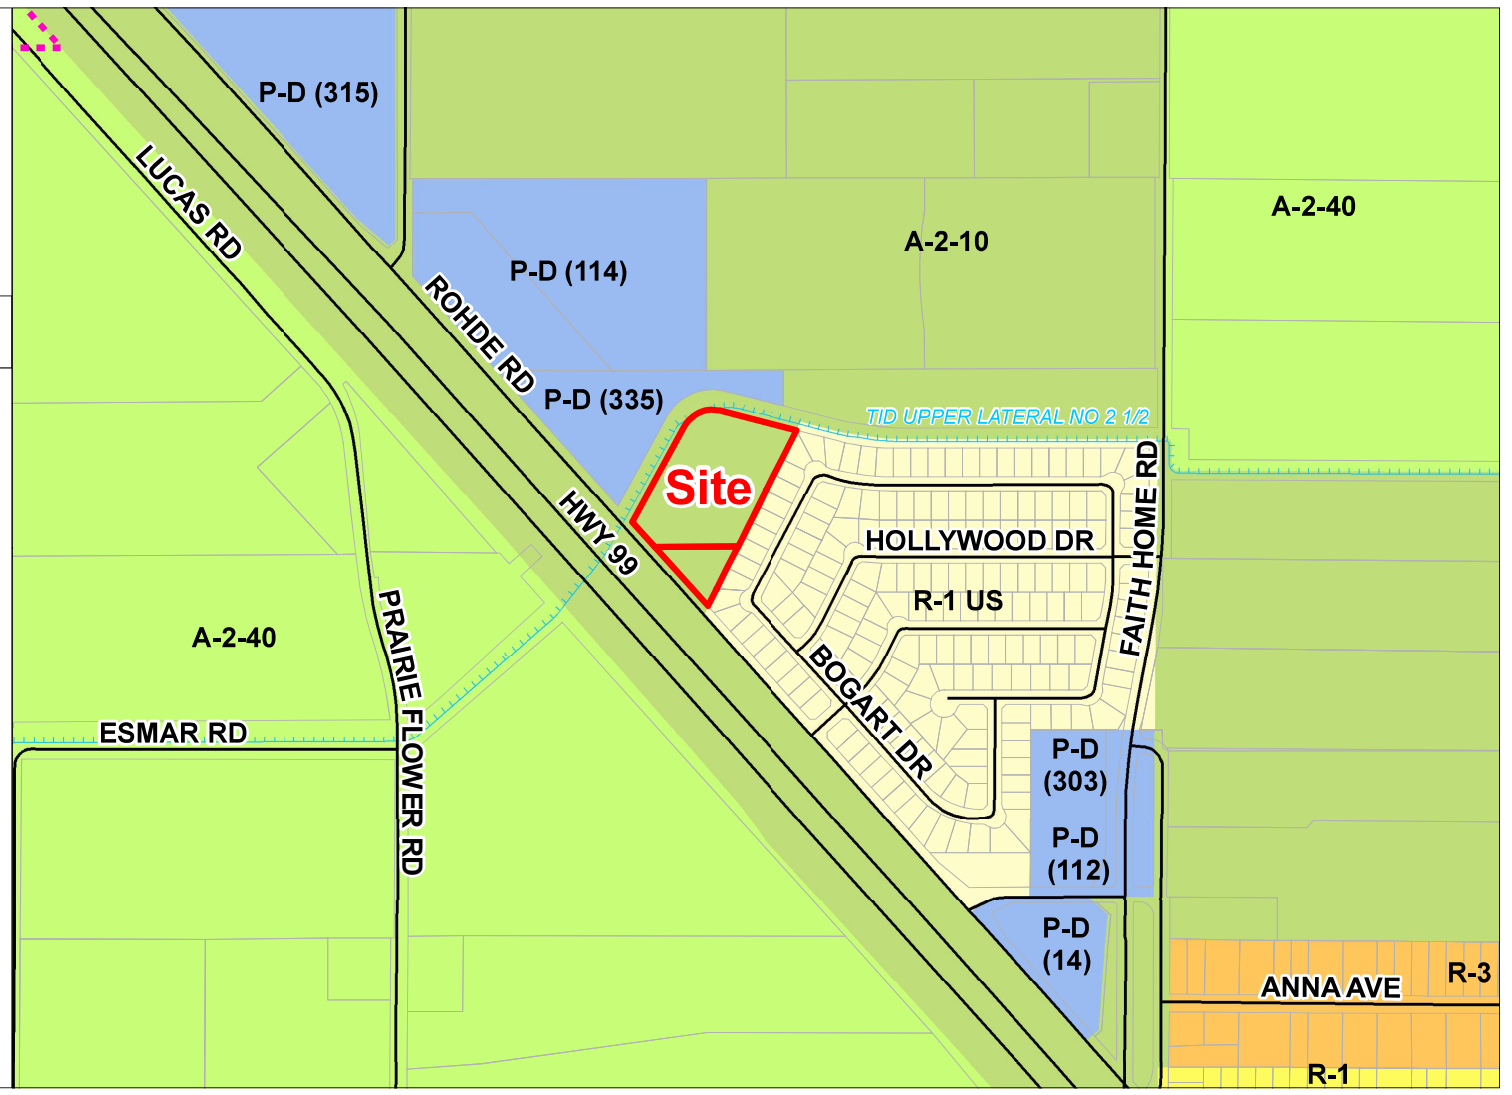 P-D (315)
LUCAS RD
A-2-40
A-2-10
P-D (114)
ROHDE RD
P-D (335)
TID UPPER LATERAL NO 2 1/2
Site
HWY 99
HOLLYWOOD DR
FAITH HOME RD
R-1 US
A-2-40
PRAIRIE FLOWER RD
BOGART DR
ESMAR RD
P-D
(303)
P-D
(112)
P-D
(14)
R-3
ANNA AVE
R-1